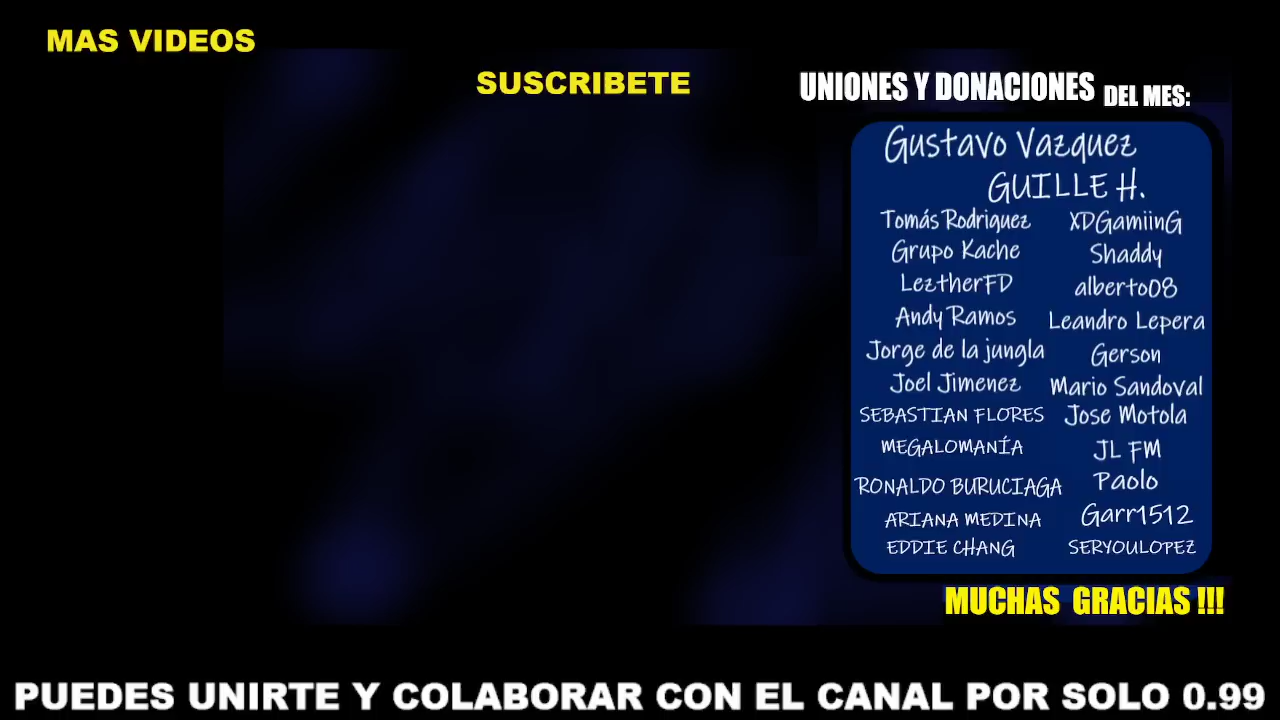 MAS VIDEOS
SUSCRIBETE
UNIONES Y DONACIONES DEL MES:
Gustavo Vazquez
GUILLE H.
Tomás Rodriguez XDGamiinG
Grupo Kache Shaddy
LeztherFD alberto08
Andy Ramos Leandro Lepera
Jorge de la jungla Gerson
Joel Jimenez Mario Sandoval
SEBASTIAN FLORES Jose Motola
MEGALOMANÍA JL FM
RONALDO BURUCIAGA Paolo
ARIANA MEDINA Garr1512
EDDIE CHANG SERYOULOPEZ
MUCHAS GRACIAS !!!
PUEDES UNIRTE Y COLABORAR CON EL CANAL POR SOLO 0.99